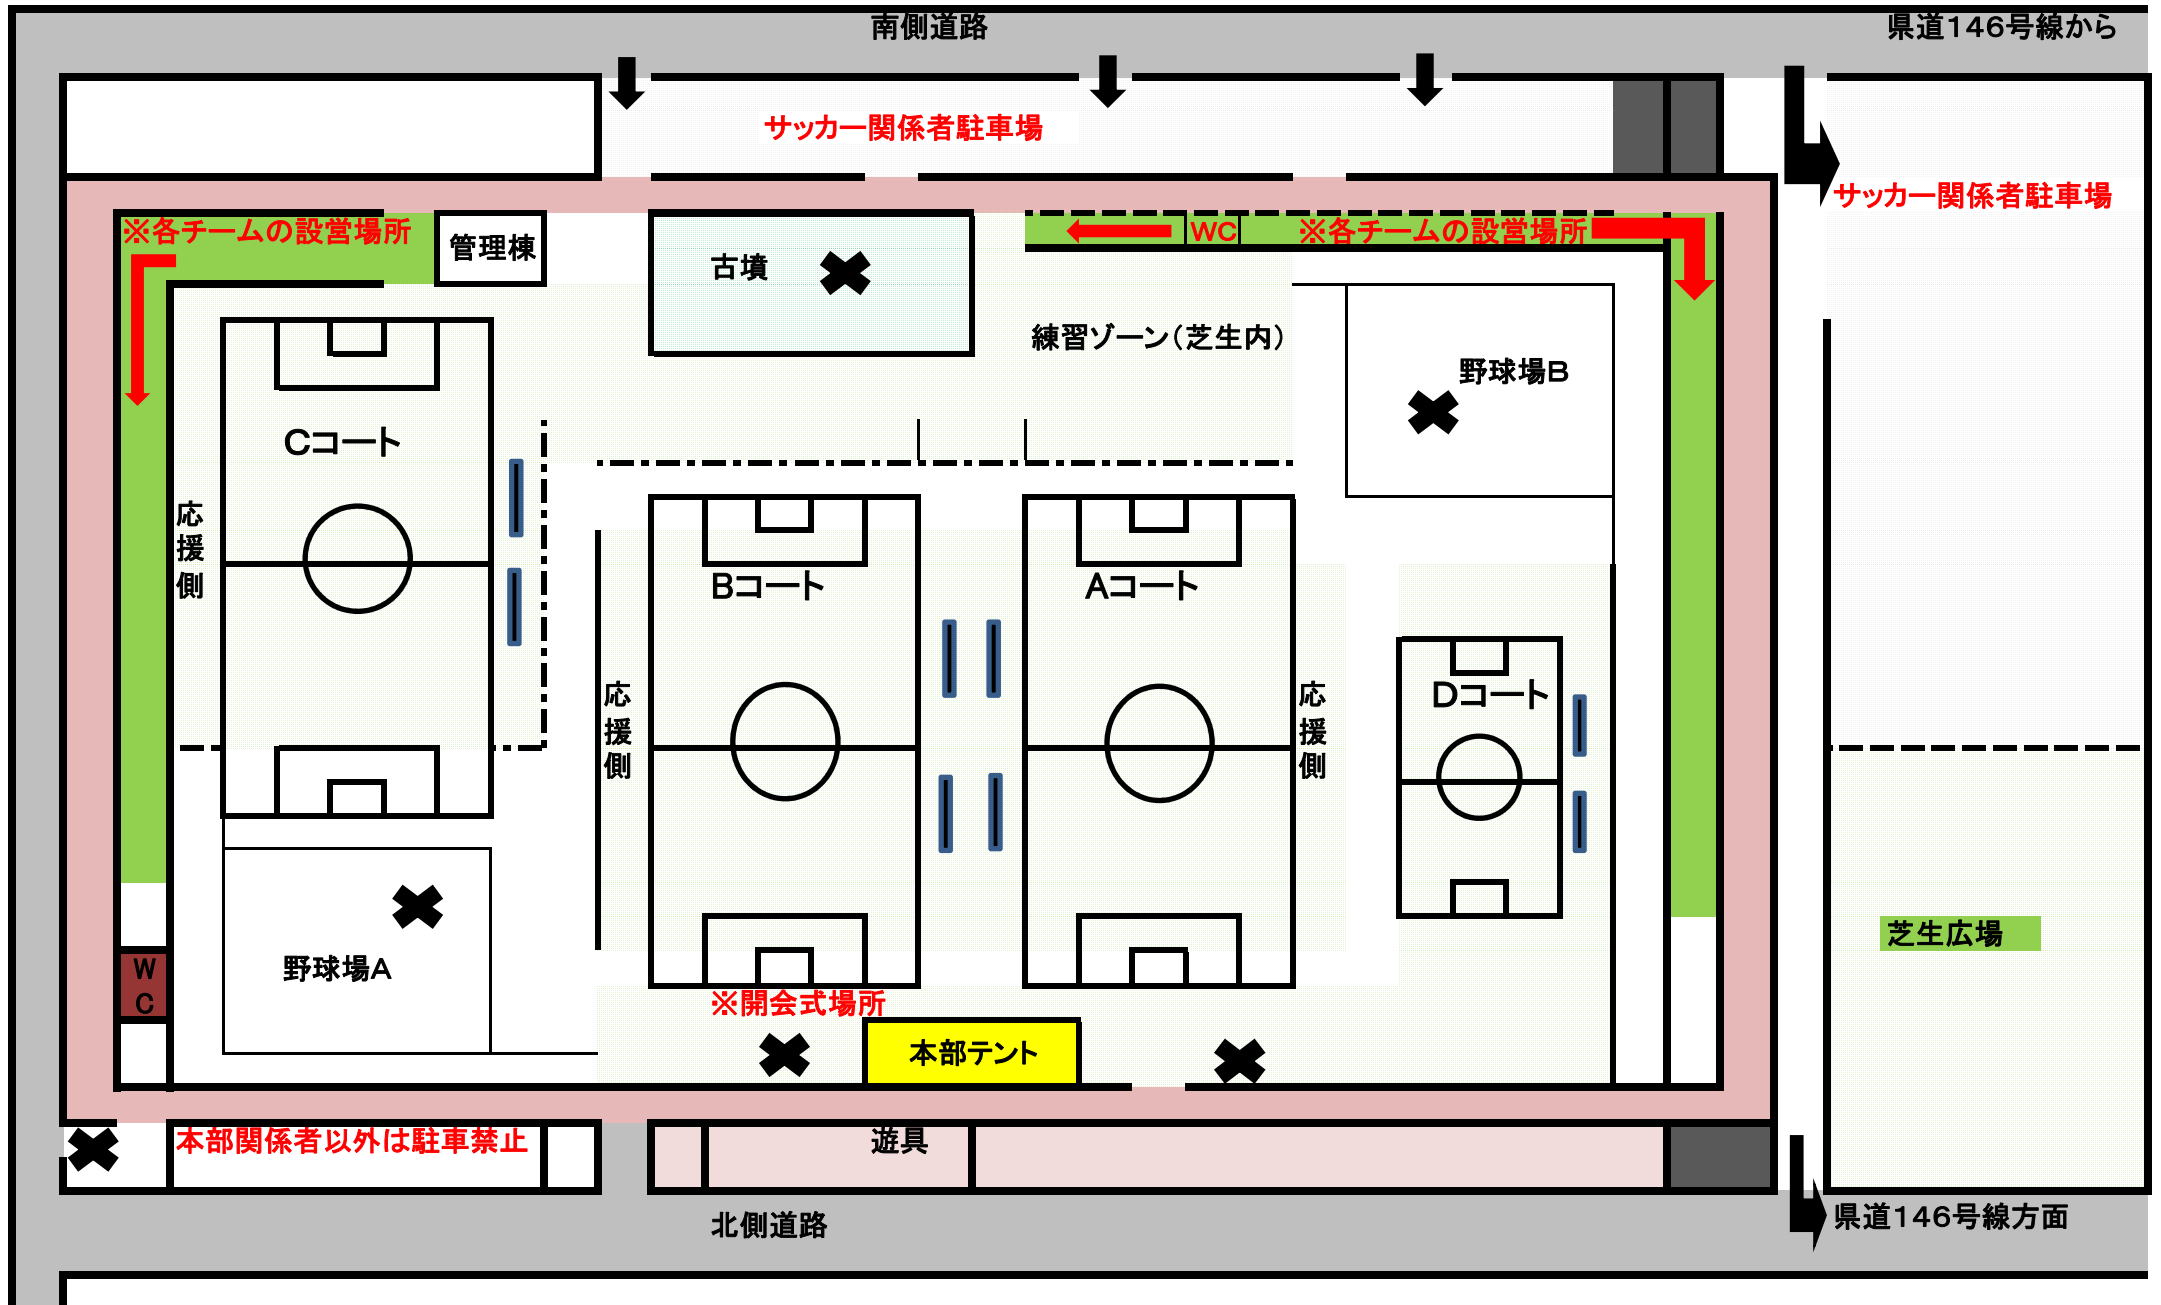 南側道路
県道146号線から
サッカー関係者駐車場
サッカー関係者駐車場
※各チームの設営場所
管理棟
古墳
WC
※各チームの設営場所
練習ゾーン(芝生内)
野球場B
Cコート
応援側
Bコート
Aコート
応援側
応援側
Dコート
芝生広場
野球場A
WC
※開会式場所
本部テント
本部関係者以外は駐車禁止
遊具
北側道路
県道146号線方面